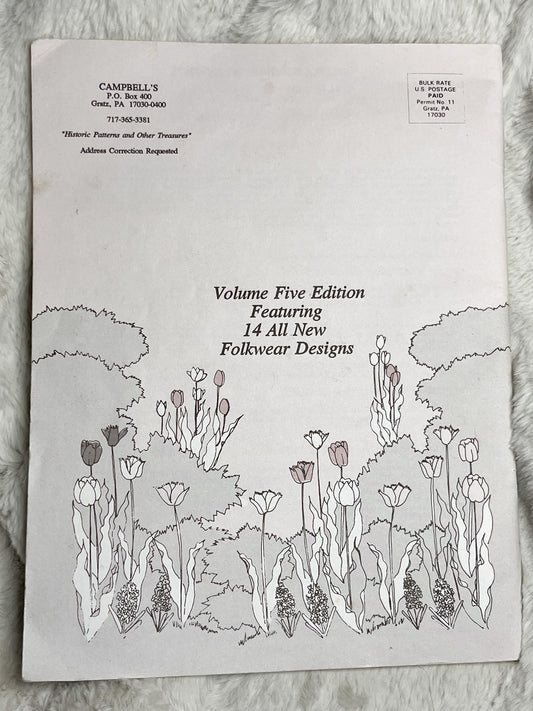 CAMPBELL'S
P.O. Box 400
Gratz, PA 17030-0400
717-365-3381
"Historic Patterns and Other Treasures"
Address Correction Requested
BULK RATE
U S POSTAGE
PAID
Permit No. 11
Gratz, PA
17030
Volume Five Edition
Featuring
14 All New
Folkwear Designs